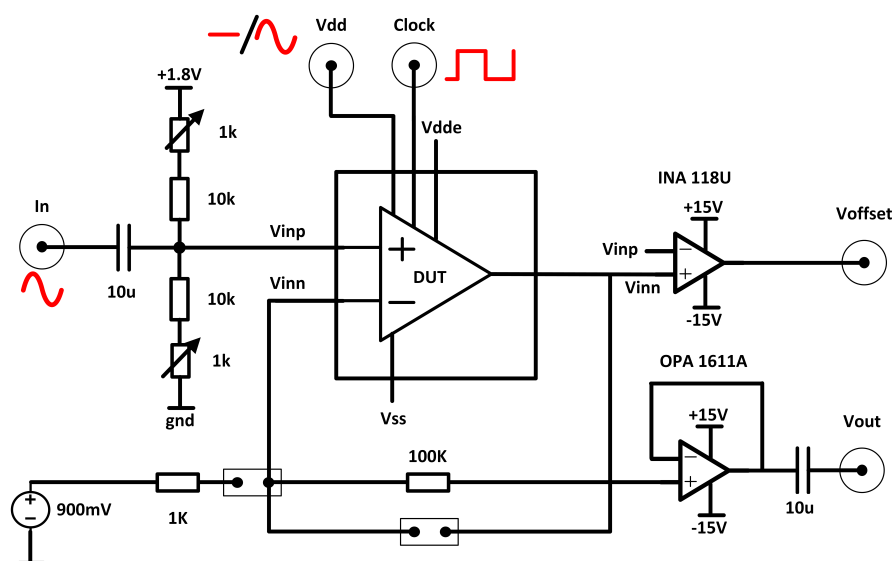 Vdd
Clock
+1.8V
1k
Vdde
10k
INA 118U
In
+15V
Voffset
Vinp
Vinp
+
−
Vinn
DUT
+
Vinn
10u
10k
−
-15V
1k
OPA 1611A
gnd
Vss
+15V
Vout
100K
−
+
+
−
900mV
1K
-15V
10u